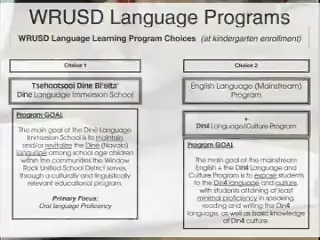 WRUSD Language Programs
WRUSD Language Learning Program Choices (at kindergarten enrollment)
Choice 1
Tsehootsooi Dine Bi'olta'
Diné Language Immersion School
Program GOAL
The main goal of the Diné Language
Immersion School is to maintain
and/or revitalize the Diné (Navajo)
Language among school age children
within the communities the Window
Rock Unified School District serves,
through a culturally and linguistically
relevant educational program.
Primary Focus:
Oral language Proficiency
Choice 2
English Language (Mainstream)
Program
+
Diné Language/Culture Program
Program GOAL
The main goal of the mainstream
English + the Diné Language and
Culture Program is to expose students
to the Diné language and culture,
with students attaining at least
minimal proficiency in speaking,
reading and writing the Diné
language, as well as basic knowledge
of Diné culture.